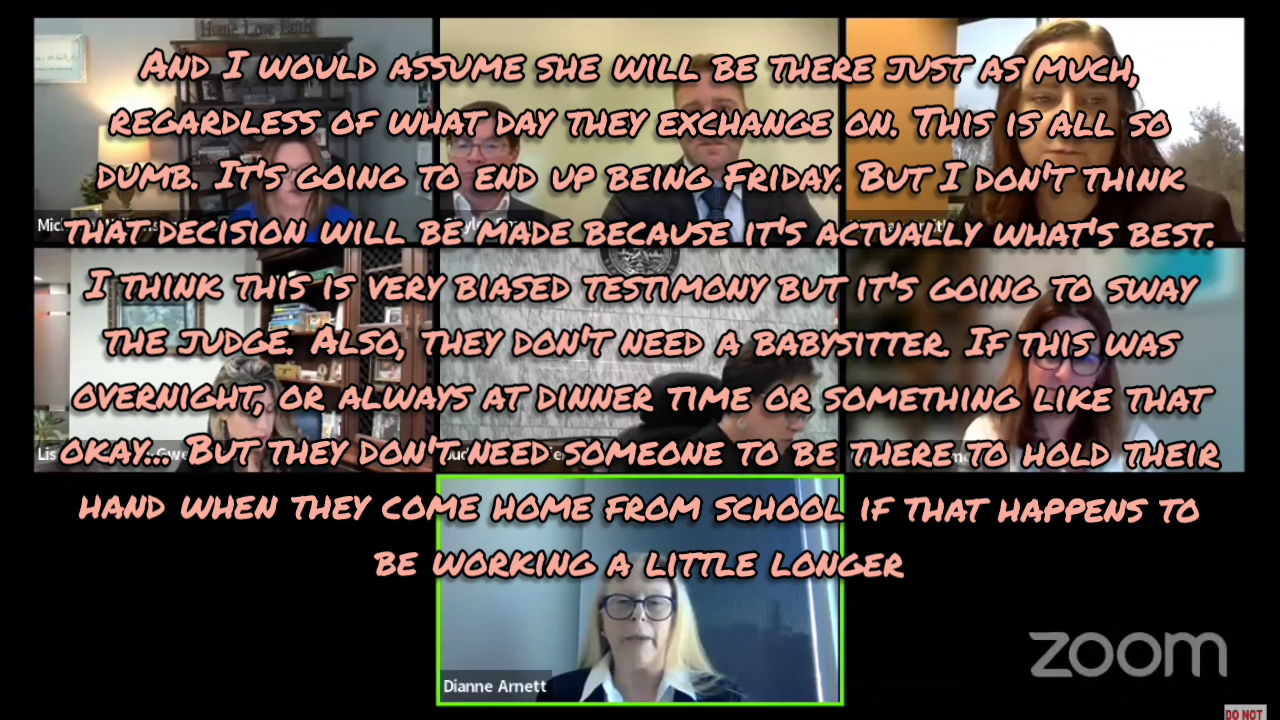 Home Love Faith
AND I WOULD ASSUME SHE WILL BE THERE JUST AS MUCH,
REGARDLESS OF WHAT DAY THEY EXCHANGE ON. THIS IS ALL SO
DUMB. IT'S GOING TO END UP BEING FRIDAY. BUT I DON'T THINK
THAT DECISION WILL BE MADE BECAUSE IT'S ACTUALLY WHAT'S BEST.
I THINK THIS IS VERY BIASED TESTIMONY BUT IT'S GOING TO SWAY
THE JUDGE. ALSO, THEY DON'T NEED A BABYSITTER. IF THIS WAS
OVERNIGHT, OR ALWAYS AT DINNER TIME OR SOMETHING LIKE THAT
OKAY... BUT THEY DON'T NEED SOMEONE TO BE THERE TO HOLD THEIR
HAND WHEN THEY COME HOME FROM SCHOOL IF THAT HAPPENS TO
BE WORKING A LITTLE LONGER
Dianne Arnett
zoom
DO NOT